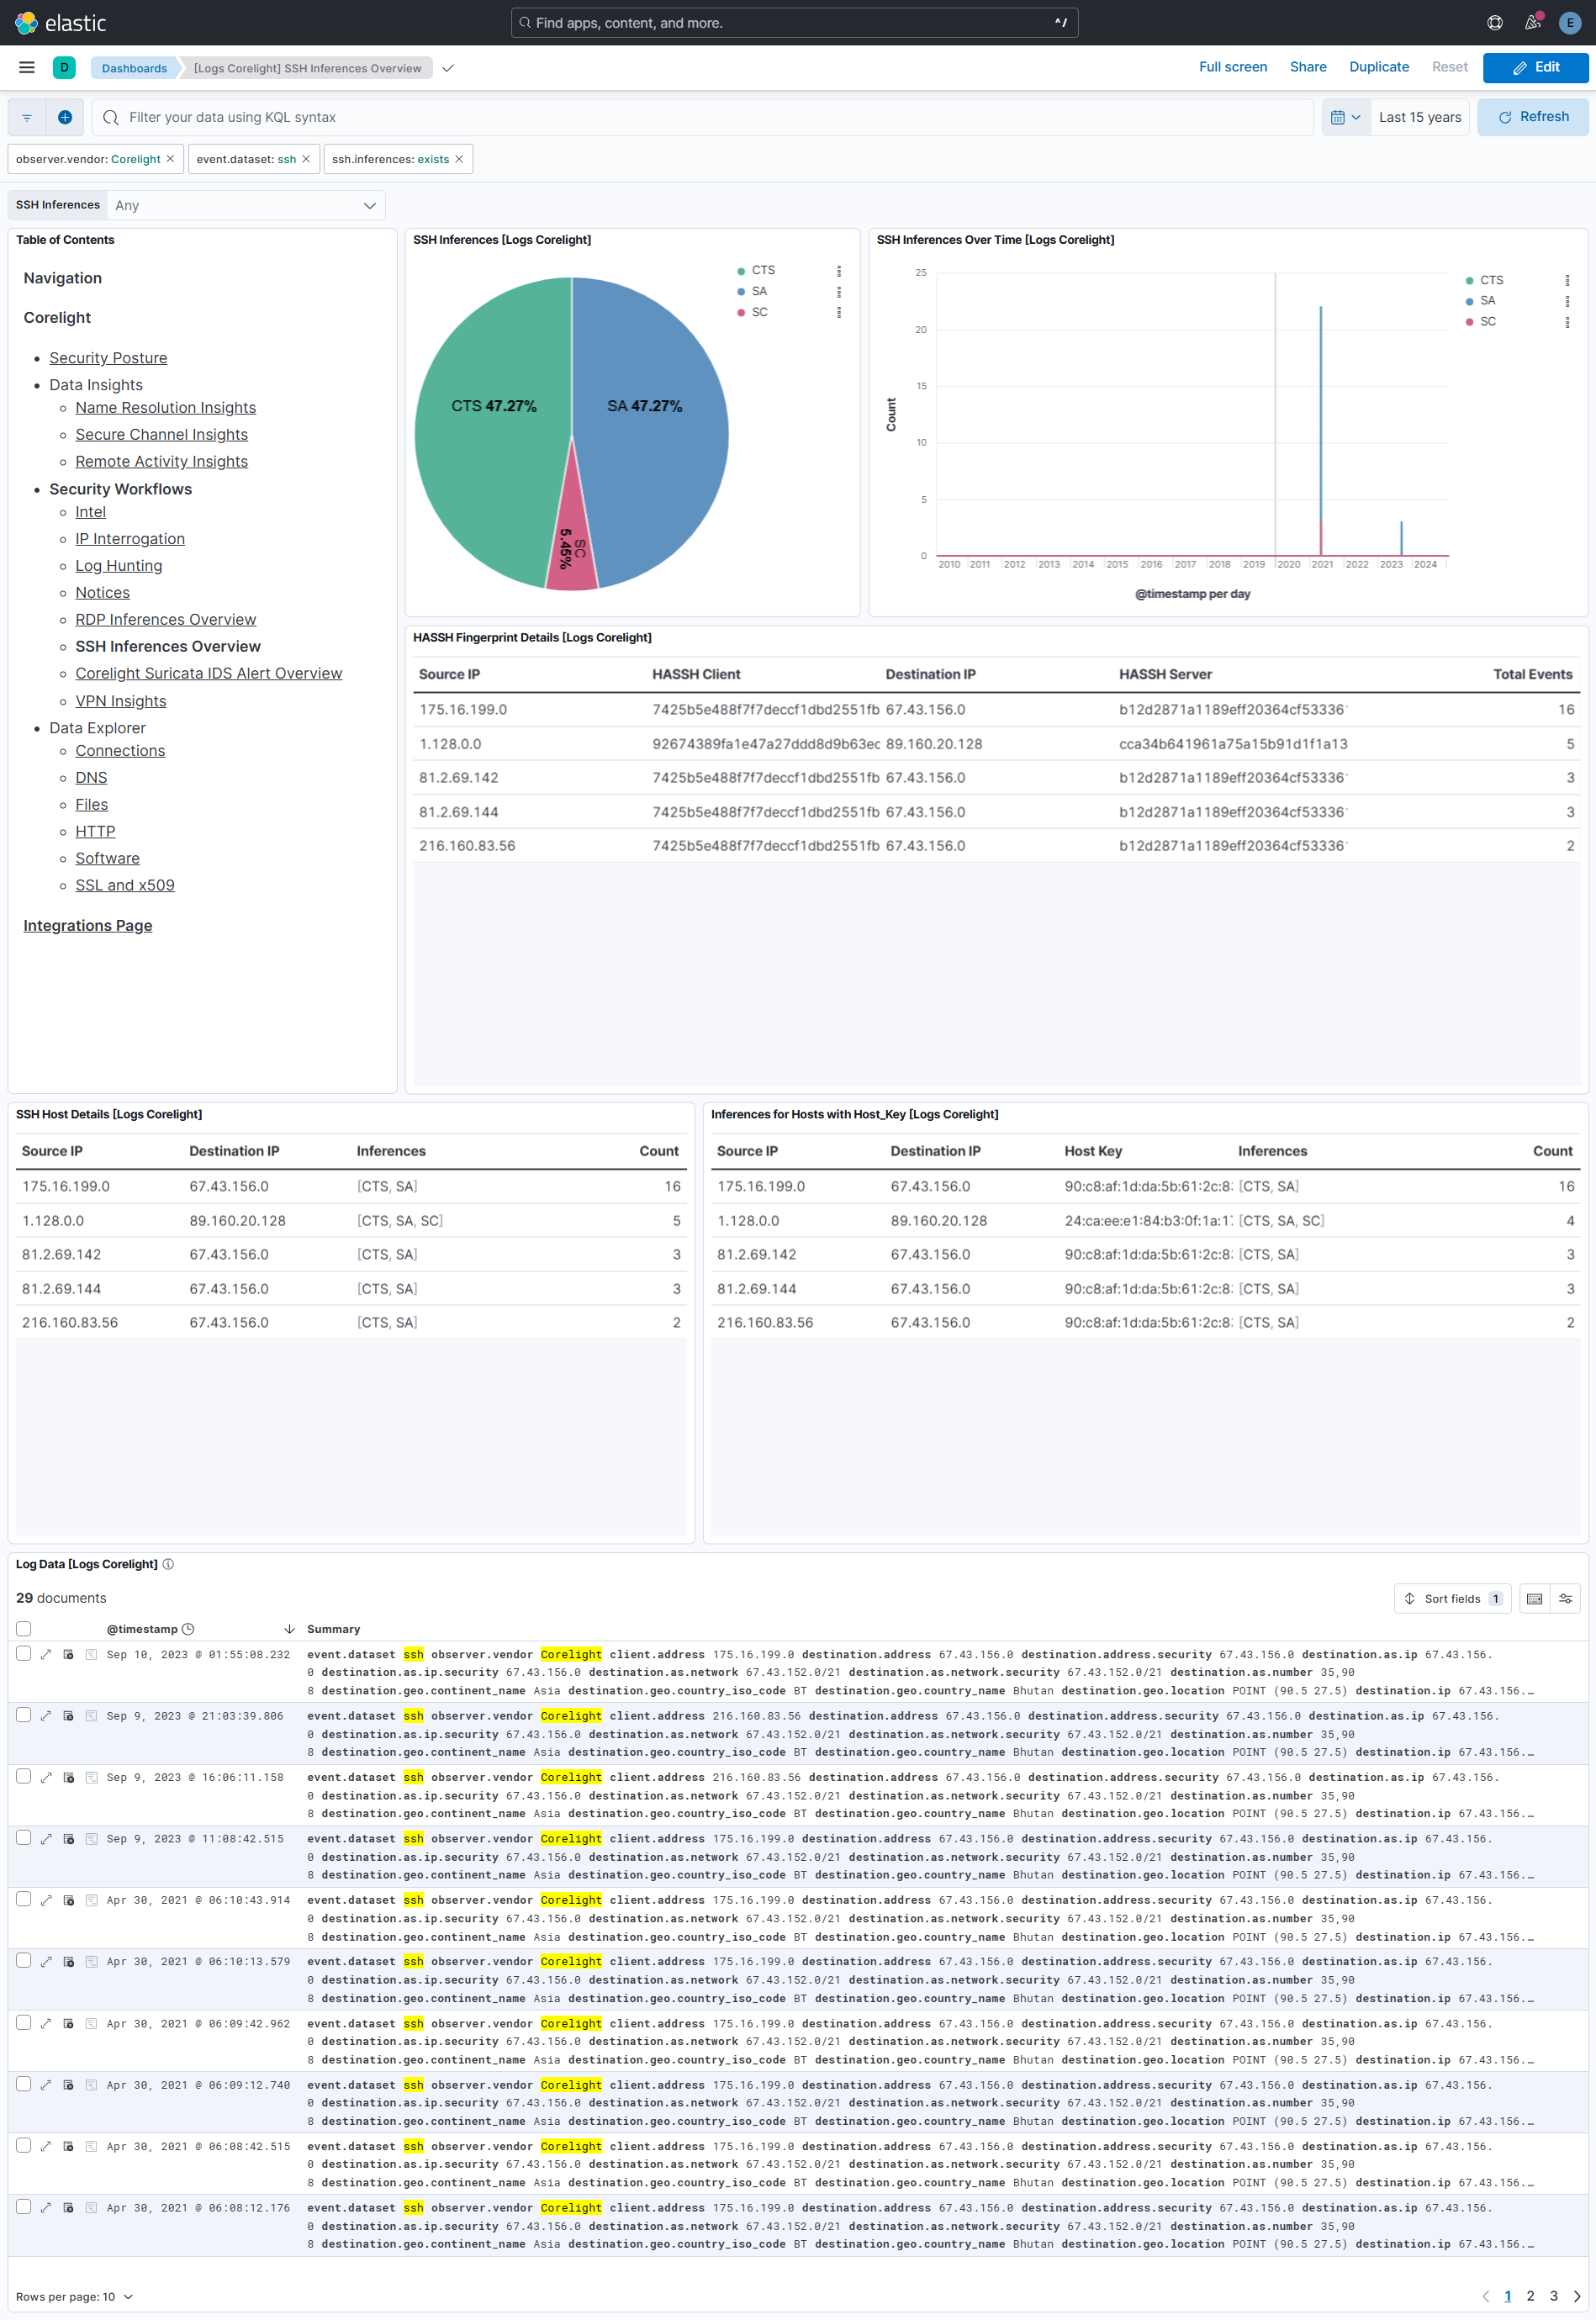 elastic
Find apps, content, and more.
^/
E
D
Dashboards
[Logs Corelight] SSH Inferences Overview
Full screen
Share
Duplicate
Reset
Edit
Filter your data using KQL syntax
Last 15 years
Refresh
observer.vendor: Corelight
event.dataset: ssh
ssh.inferences: exists
SSH Inferences
Any
Table of Contents
Navigation
Corelight
Security Posture
Data Insights
Name Resolution Insights
Secure Channel Insights
Remote Activity Insights
Security Workflows
Intel
IP Interrogation
Log Hunting
Notices
RDP Inferences Overview
SSH Inferences Overview
Corelight Suricata IDS Alert Overview
VPN Insights
Data Explorer
Connections
DNS
Files
HTTP
Software
SSL and x509
Integrations Page
SSH Inferences [Logs Corelight]
CTS 47.27%
SA 47.27%
SC 5.45%
CTS
SA
SC
SSH Inferences Over Time [Logs Corelight]
Count
25
20
15
10
5
0
2010 2011 2012 2013 2014 2015 2016 2017 2018 2019 2020 2021 2022 2023 2024
@timestamp per day
CTS
SA
SC
HASSH Fingerprint Details [Logs Corelight]
Source IP HASSH Client Destination IP HASSH Server Total Events
175.16.199.0 7425b5e488f7f7deccf1dbd2551fb 67.43.156.0 b12d2871a1189eff20364cf53336 16
1.128.0.0 92674389fa1e47a27ddd8d9b63ec 89.160.20.128 cca34b641961a75a15b91d1f1a13 5
81.2.69.142 7425b5e488f7f7deccf1dbd2551fb 67.43.156.0 b12d2871a1189eff20364cf53336 3
81.2.69.144 7425b5e488f7f7deccf1dbd2551fb 67.43.156.0 b12d2871a1189eff20364cf53336 3
216.160.83.56 7425b5e488f7f7deccf1dbd2551fb 67.43.156.0 b12d2871a1189eff20364cf53336 2
SSH Host Details [Logs Corelight]
Source IP Destination IP Inferences Count
175.16.199.0 67.43.156.0 [CTS, SA] 16
1.128.0.0 89.160.20.128 [CTS, SA, SC] 5
81.2.69.142 67.43.156.0 [CTS, SA] 3
81.2.69.144 67.43.156.0 [CTS, SA] 3
216.160.83.56 67.43.156.0 [CTS, SA] 2
Inferences for Hosts with Host_Key [Logs Corelight]
Source IP Destination IP Host Key Inferences Count
175.16.199.0 67.43.156.0 90:c8:af:1d:da:5b:61:2c:8: [CTS, SA] 16
1.128.0.0 89.160.20.128 24:ca:ee:e1:84:b3:0f:1a:1 [CTS, SA, SC] 4
81.2.69.142 67.43.156.0 90:c8:af:1d:da:5b:61:2c:8: [CTS, SA] 3
81.2.69.144 67.43.156.0 90:c8:af:1d:da:5b:61:2c:8: [CTS, SA] 3
216.160.83.56 67.43.156.0 90:c8:af:1d:da:5b:61:2c:8: [CTS, SA] 2
Log Data [Logs Corelight]
29 documents
Sort fields 1
@timestamp Summary
Sep 10, 2023 @ 01:55:08.232 event.dataset ssh observer.vendor Corelight client.address 175.16.199.0 destination.address 67.43.156.0 destination.address.security 67.43.156.0 destination.as.ip 67.43.156.
0 destination.as.ip.security 67.43.156.0 destination.as.network 67.43.152.0/21 destination.as.network.security 67.43.152.0/21 destination.as.number 35,90
8 destination.geo.continent_name Asia destination.geo.country_iso_code BT destination.geo.country_name Bhutan destination.geo.location POINT (90.5 27.5) destination.ip 67.43.156.…
Sep 9, 2023 @ 21:03:39.806 event.dataset ssh observer.vendor Corelight client.address 216.160.83.56 destination.address 67.43.156.0 destination.address.security 67.43.156.0 destination.as.ip 67.43.156.
0 destination.as.ip.security 67.43.156.0 destination.as.network 67.43.152.0/21 destination.as.network.security 67.43.152.0/21 destination.as.number 35,90
8 destination.geo.continent_name Asia destination.geo.country_iso_code BT destination.geo.country_name Bhutan destination.geo.location POINT (90.5 27.5) destination.ip 67.43.156.…
Sep 9, 2023 @ 16:06:11.158 event.dataset ssh observer.vendor Corelight client.address 216.160.83.56 destination.address 67.43.156.0 destination.address.security 67.43.156.0 destination.as.ip 67.43.156.
0 destination.as.ip.security 67.43.156.0 destination.as.network 67.43.152.0/21 destination.as.network.security 67.43.152.0/21 destination.as.number 35,90
8 destination.geo.continent_name Asia destination.geo.country_iso_code BT destination.geo.country_name Bhutan destination.geo.location POINT (90.5 27.5) destination.ip 67.43.156.…
Sep 9, 2023 @ 11:08:42.515 event.dataset ssh observer.vendor Corelight client.address 175.16.199.0 destination.address 67.43.156.0 destination.address.security 67.43.156.0 destination.as.ip 67.43.156.
0 destination.as.ip.security 67.43.156.0 destination.as.network 67.43.152.0/21 destination.as.network.security 67.43.152.0/21 destination.as.number 35,90
8 destination.geo.continent_name Asia destination.geo.country_iso_code BT destination.geo.country_name Bhutan destination.geo.location POINT (90.5 27.5) destination.ip 67.43.156.…
Apr 30, 2021 @ 06:10:43.914 event.dataset ssh observer.vendor Corelight client.address 175.16.199.0 destination.address 67.43.156.0 destination.address.security 67.43.156.0 destination.as.ip 67.43.156.
0 destination.as.ip.security 67.43.156.0 destination.as.network 67.43.152.0/21 destination.as.network.security 67.43.152.0/21 destination.as.number 35,90
8 destination.geo.continent_name Asia destination.geo.country_iso_code BT destination.geo.country_name Bhutan destination.geo.location POINT (90.5 27.5) destination.ip 67.43.156.…
Apr 30, 2021 @ 06:10:13.579 event.dataset ssh observer.vendor Corelight client.address 175.16.199.0 destination.address 67.43.156.0 destination.address.security 67.43.156.0 destination.as.ip 67.43.156.
0 destination.as.ip.security 67.43.156.0 destination.as.network 67.43.152.0/21 destination.as.network.security 67.43.152.0/21 destination.as.number 35,90
8 destination.geo.continent_name Asia destination.geo.country_iso_code BT destination.geo.country_name Bhutan destination.geo.location POINT (90.5 27.5) destination.ip 67.43.156.…
Apr 30, 2021 @ 06:09:42.962 event.dataset ssh observer.vendor Corelight client.address 175.16.199.0 destination.address 67.43.156.0 destination.address.security 67.43.156.0 destination.as.ip 67.43.156.
0 destination.as.ip.security 67.43.156.0 destination.as.network 67.43.152.0/21 destination.as.network.security 67.43.152.0/21 destination.as.number 35,90
8 destination.geo.continent_name Asia destination.geo.country_iso_code BT destination.geo.country_name Bhutan destination.geo.location POINT (90.5 27.5) destination.ip 67.43.156.…
Apr 30, 2021 @ 06:09:12.740 event.dataset ssh observer.vendor Corelight client.address 175.16.199.0 destination.address 67.43.156.0 destination.address.security 67.43.156.0 destination.as.ip 67.43.156.
0 destination.as.ip.security 67.43.156.0 destination.as.network 67.43.152.0/21 destination.as.network.security 67.43.152.0/21 destination.as.number 35,90
8 destination.geo.continent_name Asia destination.geo.country_iso_code BT destination.geo.country_name Bhutan destination.geo.location POINT (90.5 27.5) destination.ip 67.43.156.…
Apr 30, 2021 @ 06:08:42.515 event.dataset ssh observer.vendor Corelight client.address 175.16.199.0 destination.address 67.43.156.0 destination.address.security 67.43.156.0 destination.as.ip 67.43.156.
0 destination.as.ip.security 67.43.156.0 destination.as.network 67.43.152.0/21 destination.as.network.security 67.43.152.0/21 destination.as.number 35,90
8 destination.geo.continent_name Asia destination.geo.country_iso_code BT destination.geo.country_name Bhutan destination.geo.location POINT (90.5 27.5) destination.ip 67.43.156.…
Apr 30, 2021 @ 06:08:12.176 event.dataset ssh observer.vendor Corelight client.address 175.16.199.0 destination.address 67.43.156.0 destination.address.security 67.43.156.0 destination.as.ip 67.43.156.
0 destination.as.ip.security 67.43.156.0 destination.as.network 67.43.152.0/21 destination.as.network.security 67.43.152.0/21 destination.as.number 35,90
8 destination.geo.continent_name Asia destination.geo.country_iso_code BT destination.geo.country_name Bhutan destination.geo.location POINT (90.5 27.5) destination.ip 67.43.156.…
Rows per page: 10
1 2 3